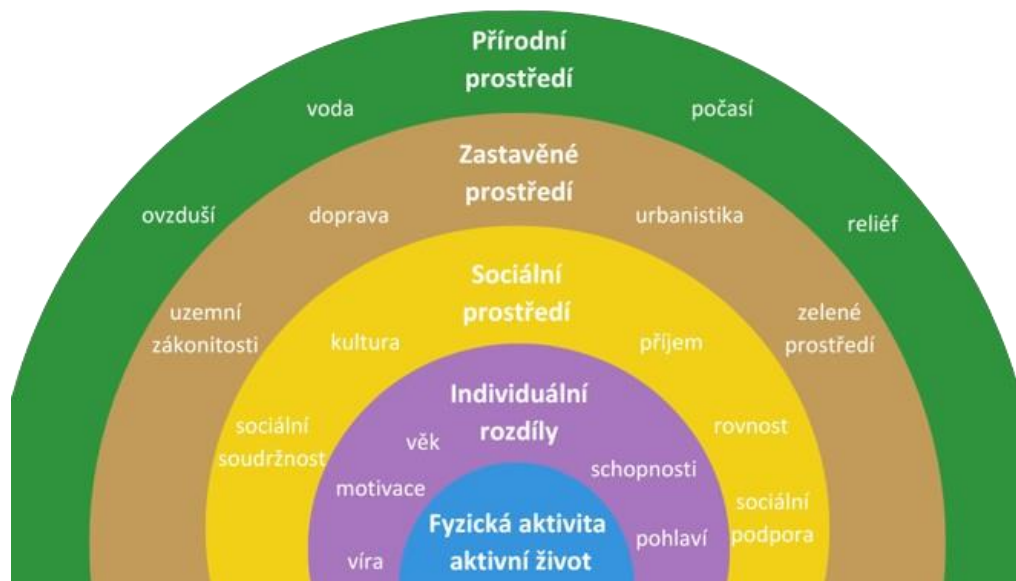 Přírodní
prostředí
voda
počasí
ovzduší
reliéf
Zastavěné
prostředí
doprava
urbanistika
uzemní
zákonitosti
zelené
prostředí
Sociální
prostředí
kultura
příjem
sociální
soudržnost
rovnost
sociální
podpora
Individuální
rozdíly
věk
schopnosti
motivace
víra
pohlaví
Fyzická aktivita
aktivní život